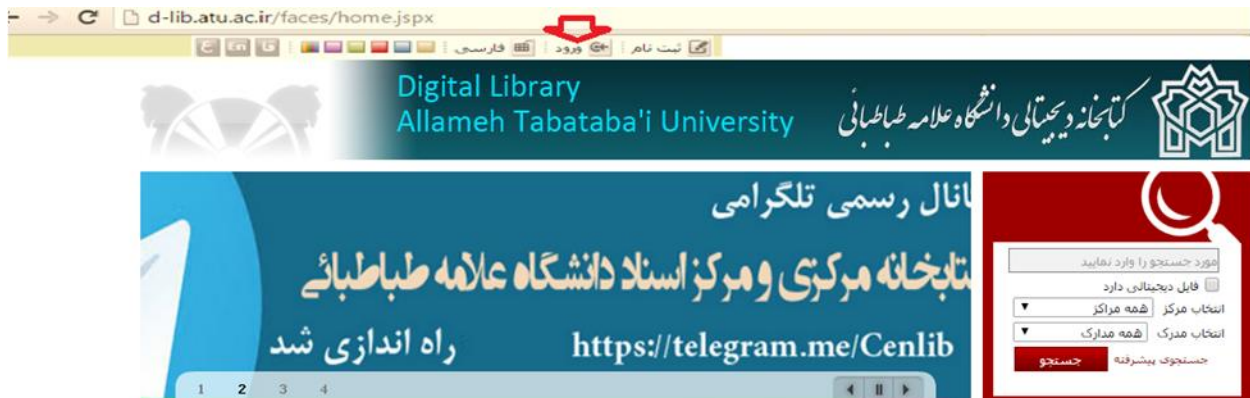 d-lib.atu.ac.ir/faces/home.jspx
ثبت نام ورود فارسی En ع
Digital Library
Allameh Tabataba'i University
کتابخانه دیجیتالی دانشگاه علامه طباطبائی
انال رسمی تلگرامی
تابخانه مرکزی و مرکز اسناد دانشگاه علامه طباطبائی
راه اندازی شد https://telegram.me/Cenlib
1 2 3 4
مورد جستجو را وارد نمایید
فایل دیجیتالی دارد
انتخاب مرکز همه مراکز
انتخاب مدرک همه مدارک
جستجوی پیشرفته جستجو